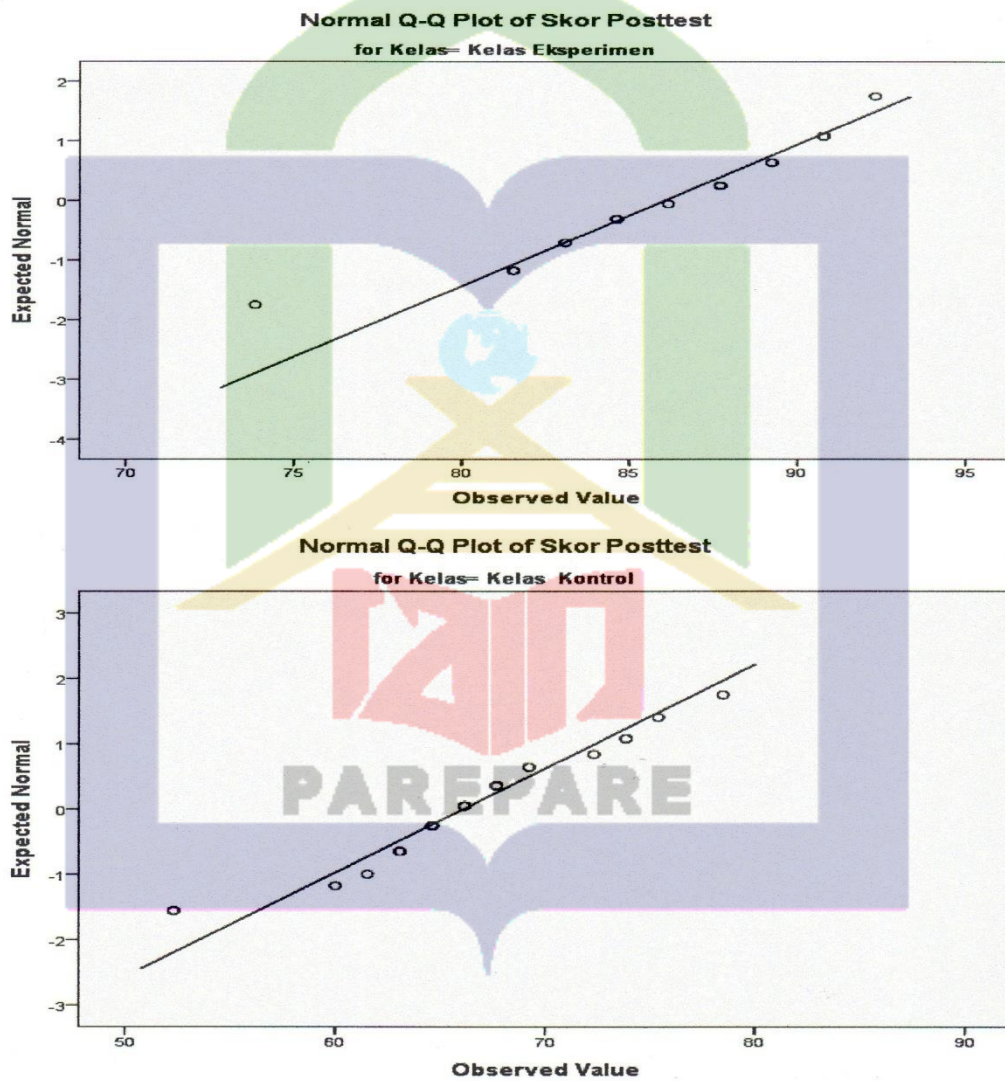 Normal Q-Q Plot of Skor Posttest
for Kelas= Kelas Eksperimen
Expected Normal
2
1
0
-1
-2
-3
-4
70 75 80 85 90 95
Observed Value
Normal Q-Q Plot of Skor Posttest
for Kelas= Kelas Kontrol
Expected Normal
3
2
1
0
-1
-2
-3
50 60 70 80 90
Observed Value
PAREPARE